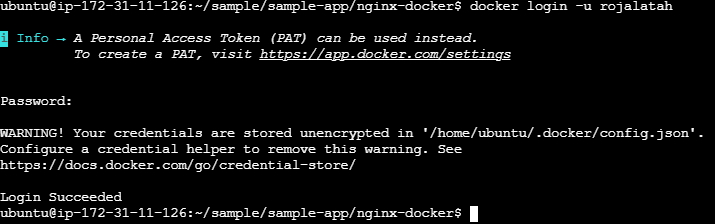 ubuntu@ip-172-31-11-126:~/sample/sample-app/nginx-docker$ docker login -u rojalatah
i Info → A Personal Access Token (PAT) can be used instead.
To create a PAT, visit https://app.docker.com/settings
Password:
WARNING! Your credentials are stored unencrypted in '/home/ubuntu/.docker/config.json'.
Configure a credential helper to remove this warning. See
https://docs.docker.com/go/credential-store/
Login Succeeded
ubuntu@ip-172-31-11-126:~/sample/sample-app/nginx-docker$